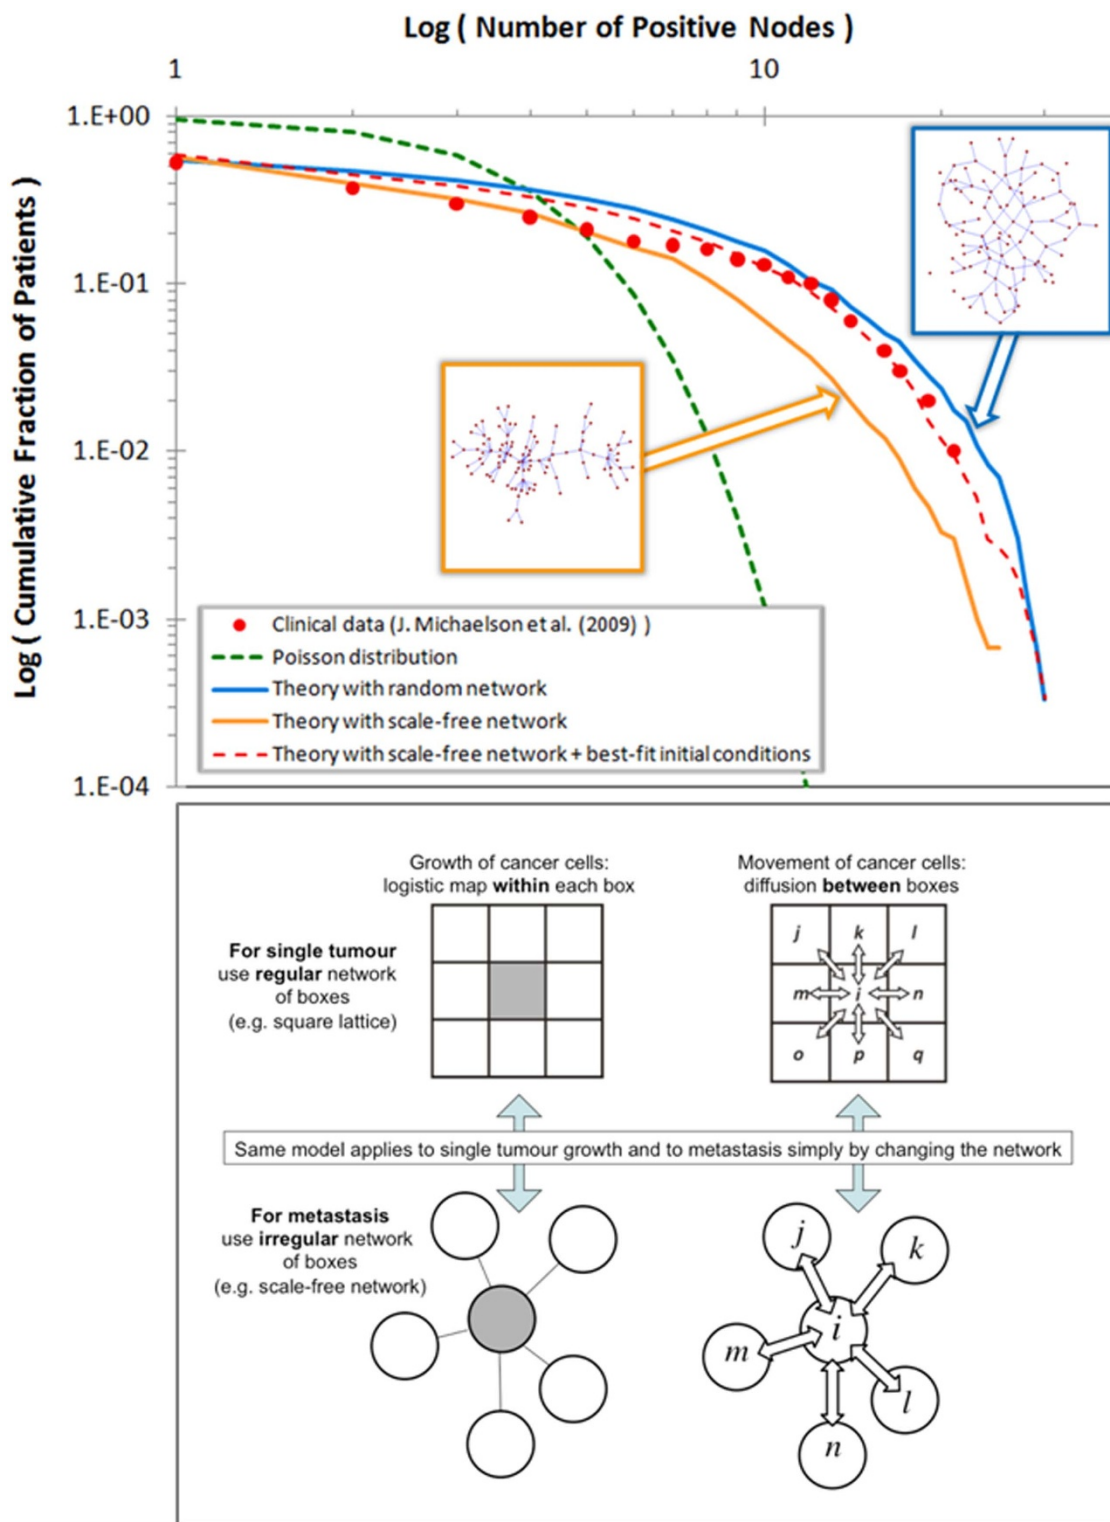 Log ( Number of Positive Nodes )
1 10
Log ( Cumulative Fraction of Patients )
1.E+00
1.E-01
1.E-02
1.E-03
1.E-04
Clinical data (J. Michaelson et al. (2009) )
Poisson distribution
Theory with random network
Theory with scale-free network
Theory with scale-free network + best-fit initial conditions
Growth of cancer cells:
logistic map within each box
Movement of cancer cells:
diffusion between boxes
For single tumour
use regular network
of boxes
(e.g. square lattice)
j k l
m i n
o p q
Same model applies to single tumour growth and to metastasis simply by changing the network
For metastasis
use irregular network
of boxes
(e.g. scale-free network)
j
k
i
m
l
n